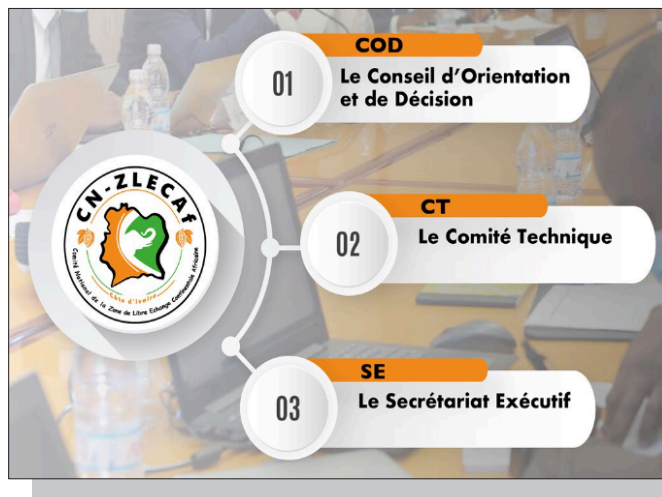 CN-ZLECAf
Comité National de la Zone de Libre Echange Continentale Africaine
Côte d'Ivoire
COD
01
Le Conseil d'Orientation
et de Décision
CT
02
Le Comité Technique
SE
03
Le Secrétariat Exécutif